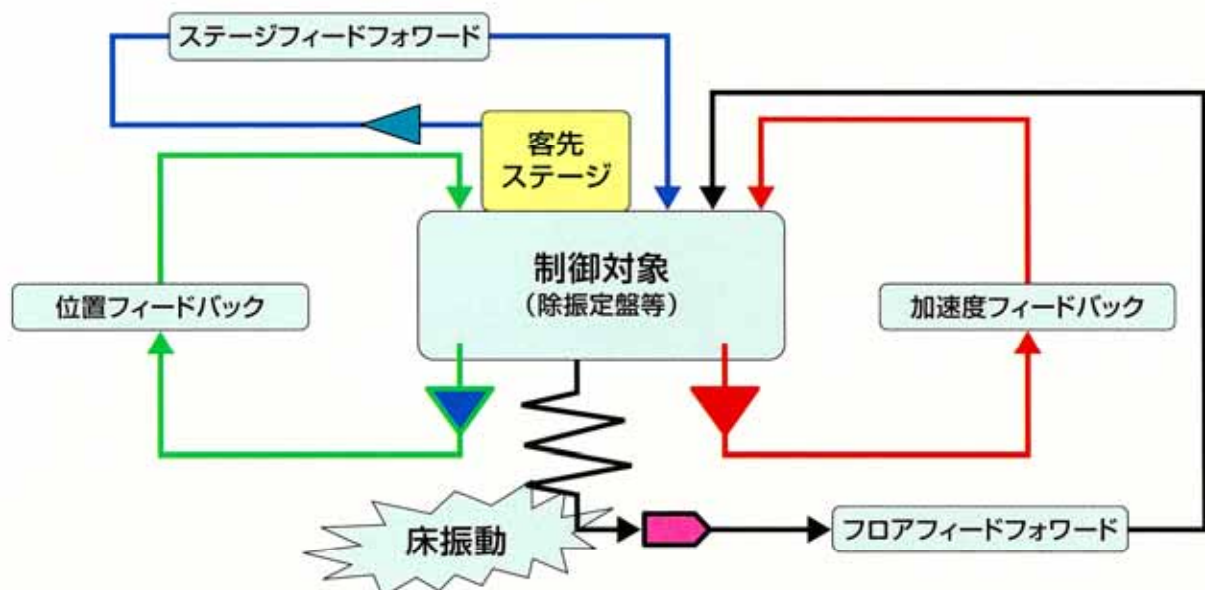 ステージフィードフォワード
客先
ステージ
制御対象
(除振定盤等)
位置フィードバック
加速度フィードバック
床振動
フロアフィードフォワード